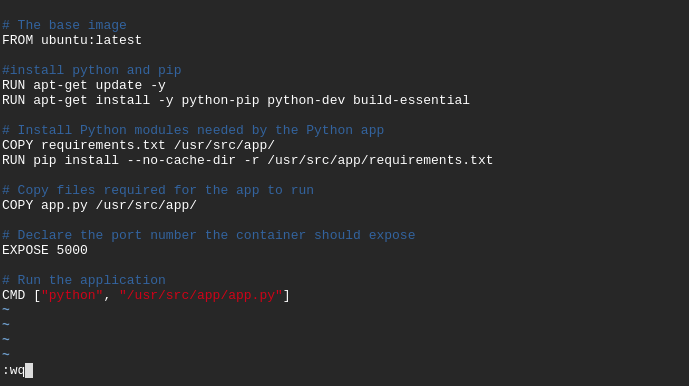 # The base image
FROM ubuntu:latest
#install python and pip
RUN apt-get update -y
RUN apt-get install -y python-pip python-dev build-essential
# Install Python modules needed by the Python app
COPY requirements.txt /usr/src/app/
RUN pip install --no-cache-dir -r /usr/src/app/requirements.txt
# Copy files required for the app to run
COPY app.py /usr/src/app/
# Declare the port number the container should expose
EXPOSE 5000
# Run the application
CMD ["python", "/usr/src/app/app.py"]
~
~
~
~
:wq